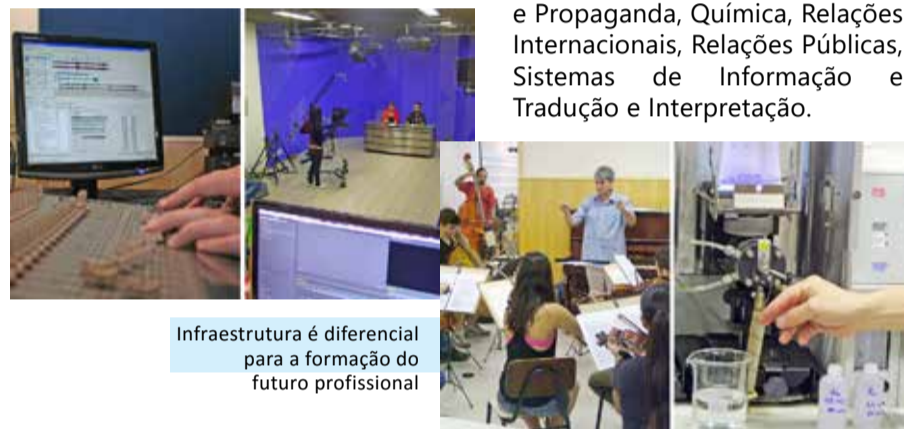 e Propaganda, Química, Relações
Internacionais, Relações Públicas,
Sistemas de Informação e
Tradução e Interpretação.
Infraestrutura é diferencial
para a formação do
futuro profissional